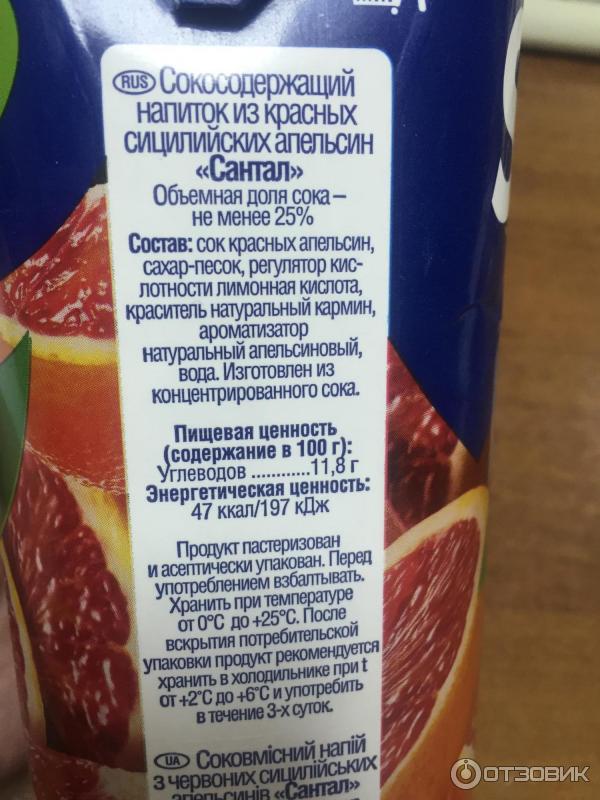 RUS Сокосодержащий
напиток из красных
сицилийских апельсин
«Сантал»
Объемная доля сока –
не менее 25%
Состав: сок красных апельсин,
сахар-песок, регулятор кис-
лотности лимонная кислота,
краситель натуральный кармин,
ароматизатор
натуральный апельсиновый,
вода. Изготовлен из
концентрированного сока.
Пищевая ценность
(содержание в 100 г):
Углеводов ............11,8 г
Энергетическая ценность:
47 ккал/197 кДж
Продукт пастеризован
и асептически упакован. Перед
употреблением взбалтывать.
Хранить при температуре
от 0°C до +25°C. После
вскрытия потребительской
упаковки продукт рекомендуется
хранить в холодильнике при t
от +2°C до +6°C и употребить
в течение 3-х суток.
UA Соковмісний напій
з червоних сицилійських
апельсинів «Сантал»
ОТЗОВИК